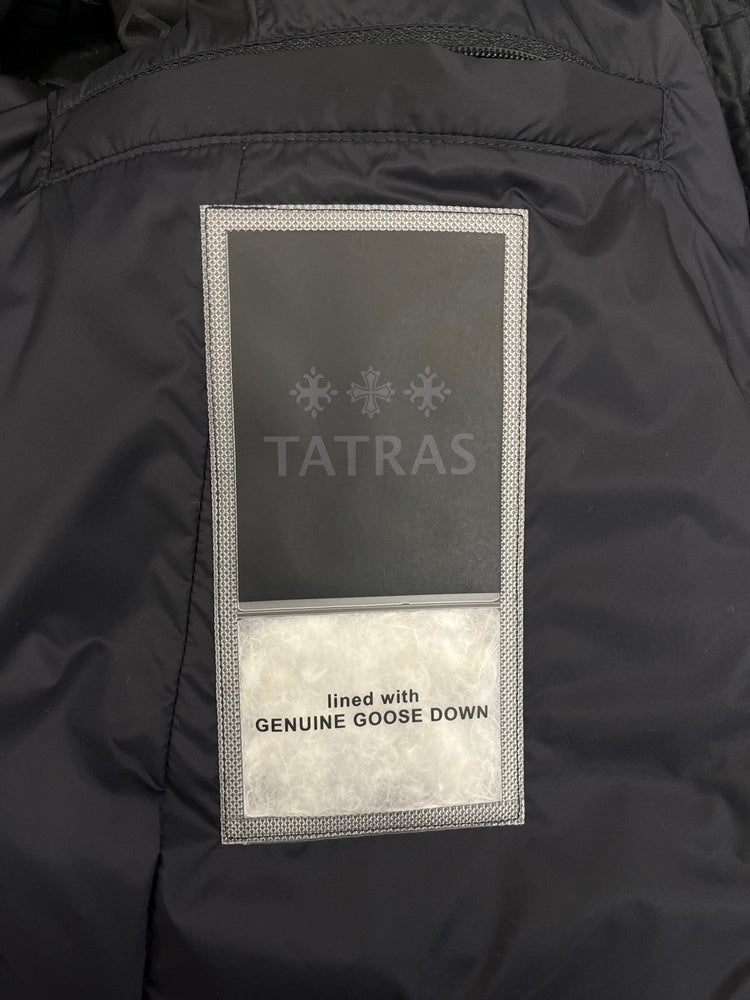 TATRAS
lined with
GENUINE GOOSE DOWN